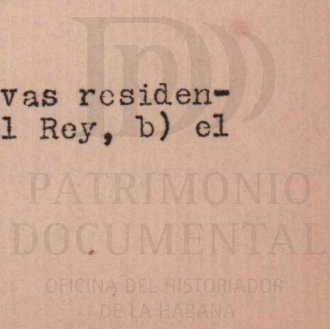 vas residen-
l Rey, b) el
PATRIMONIO
DOCUMENTAL
OFICINA DEL HISTORIADOR
DE LA HABANA